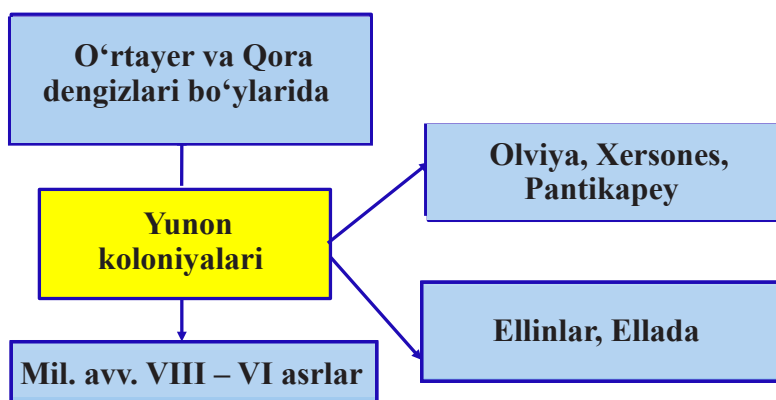 O‘rtayer va Qora
dengizlari bo‘ylarida
Olviya, Xersones,
Pantikapey
Yunon
koloniyalari
Ellinlar, Ellada
Mil. avv. VIII – VI asrlar